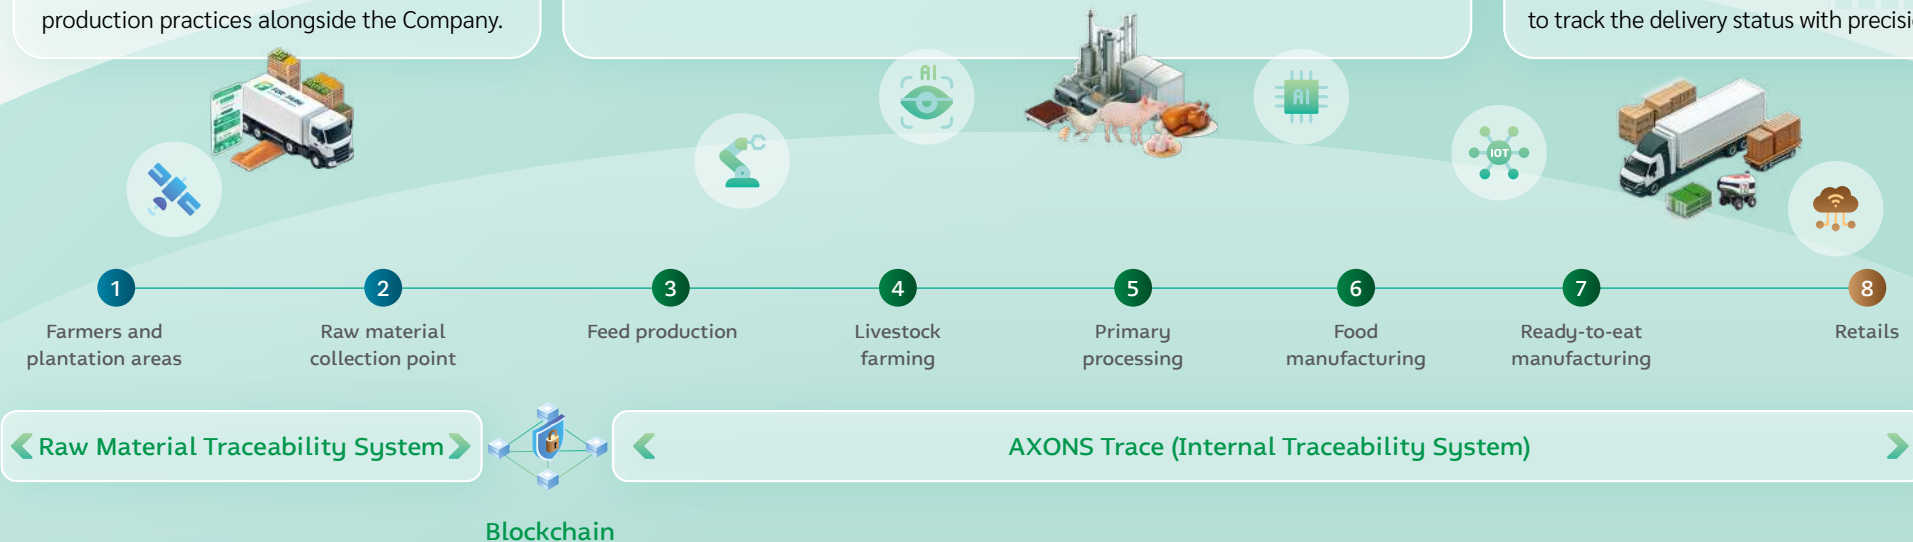 production practices alongside the Company.
to track the delivery status with precisi
AI
AI
IOT
1
2
3
4
5
6
7
8
Farmers and
plantation areas
Raw material
collection point
Feed production
Livestock
farming
Primary
processing
Food
manufacturing
Ready-to-eat
manufacturing
Retails
Raw Material Traceability System
AXONS Trace (Internal Traceability System)
Blockchain